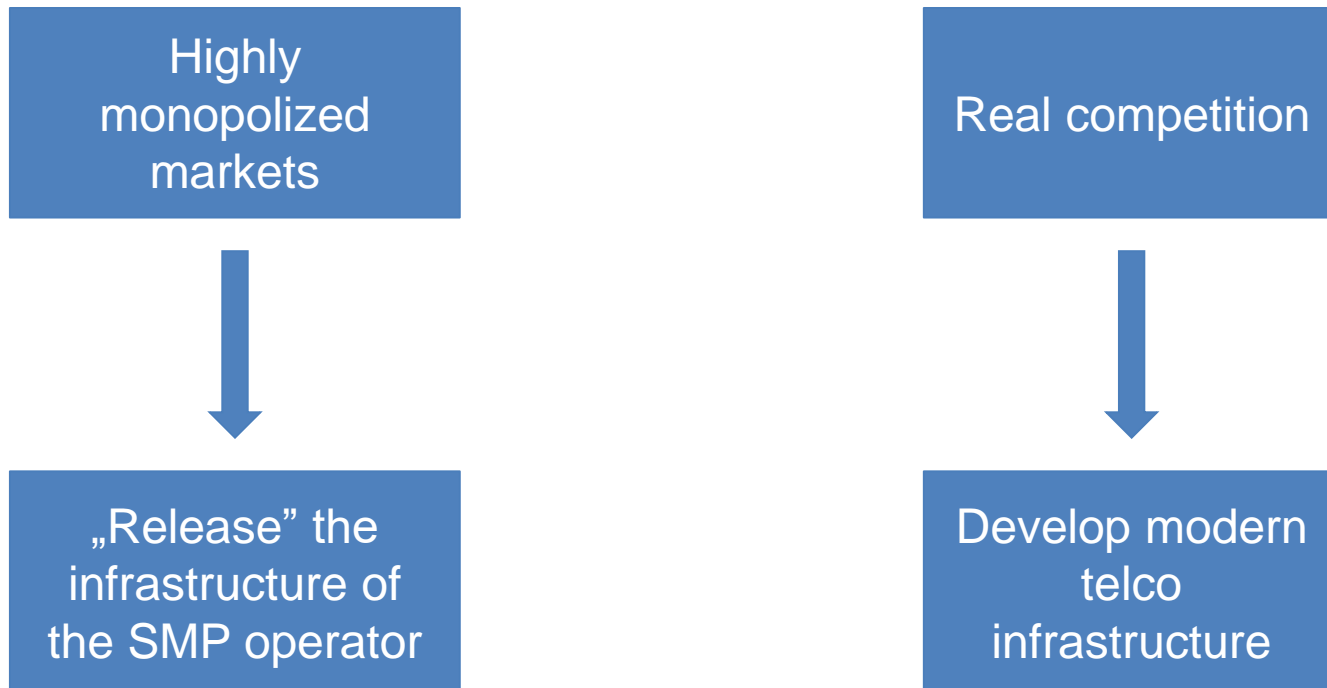 Highly
monopolized
markets
Real competition
„Release” the
infrastructure of
the SMP operator
Develop modern
telco
infrastructure